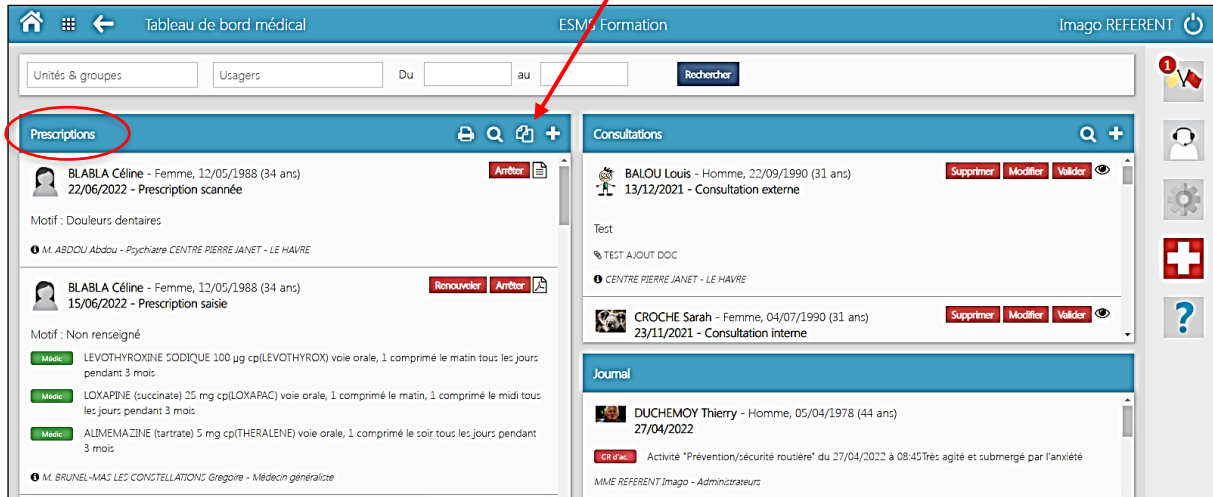 Tableau de bord médical
ESMS Formation
Imago REFERENT
Unités & groupes
Usagers
Du
au
Rechercher
1
Prescriptions
BLABLA Céline - Femme, 12/05/1988 (34 ans)
Arrêter
22/06/2022 - Prescription scannée
Motif : Douleurs dentaires
M. ABDOU Abdou - Psychiatre CENTRE PIERRE JANET - LE HAVRE
BLABLA Céline - Femme, 12/05/1988 (34 ans)
Renouveler Arrêter
15/06/2022 - Prescription saisie
Motif : Non renseigné
Médic LEVOTHYROXINE SODIQUE 100 µg cp(LEVOTHYROX) voie orale, 1 comprimé le matin tous les jours
pendant 3 mois
Médic LOXAPINE (succinate) 25 mg cp(LOXAPAC) voie orale, 1 comprimé le matin, 1 comprimé le midi tous
les jours pendant 3 mois
Médic ALIMEMAZINE (tartrate) 5 mg cp(THERALENE) voie orale, 1 comprimé le soir tous les jours pendant
3 mois
M. BRUNEL-MAS LES CONSTELLATIONS Gregoire - Médecin généraliste
Consultations
BALOU Louis - Homme, 22/09/1990 (31 ans)
Supprimer Modifier Valider
13/12/2021 - Consultation externe
Test
TEST AJOUT DOC
CENTRE PIERRE JANET - LE HAVRE
CROCHE Sarah - Femme, 04/07/1990 (31 ans)
Supprimer Modifier Valider
23/11/2021 - Consultation interne
Journal
DUCHEMOY Thierry - Homme, 05/04/1978 (44 ans)
27/04/2022
CR d'ac. Activité "Prévention/sécurité routière" du 27/04/2022 à 08:45Très agité et submergé par l'anxiété
MME REFERENT Imago - Administrateurs
?